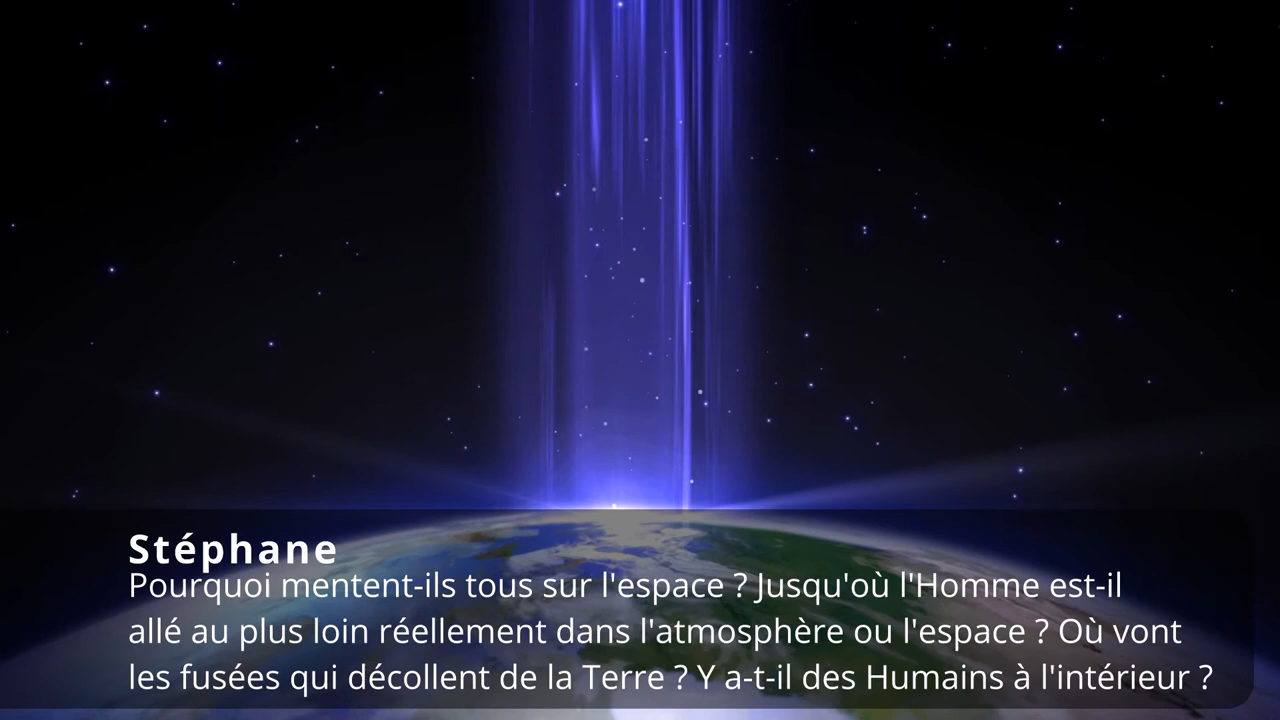 Stéphane
Pourquoi mentent-ils tous sur l'espace ? Jusqu'où l'Homme est-il
allé au plus loin réellement dans l'atmosphère ou l'espace ? Où vont
les fusées qui décollent de la Terre ? Y a-t-il des Humains à l'intérieur ?